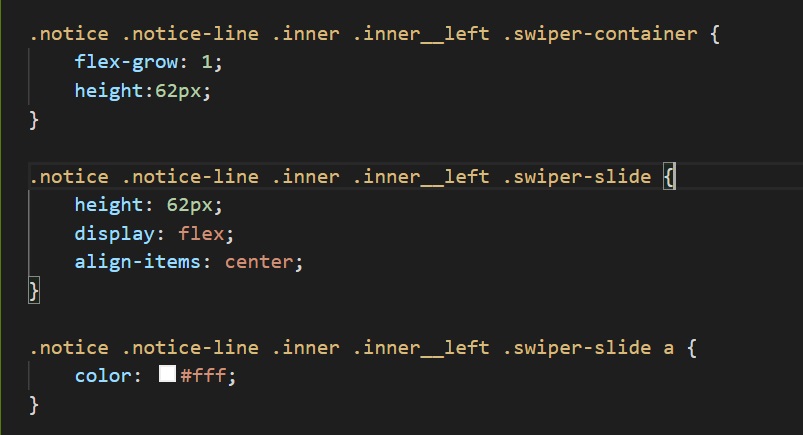 .notice .notice-line .inner .inner__left .swiper-container {
    flex-grow: 1;
    height:62px;
}

.notice .notice-line .inner .inner__left .swiper-slide {
    height: 62px;
    display: flex;
    align-items: center;
}

.notice .notice-line .inner .inner__left .swiper-slide a {
    color: #fff;
}